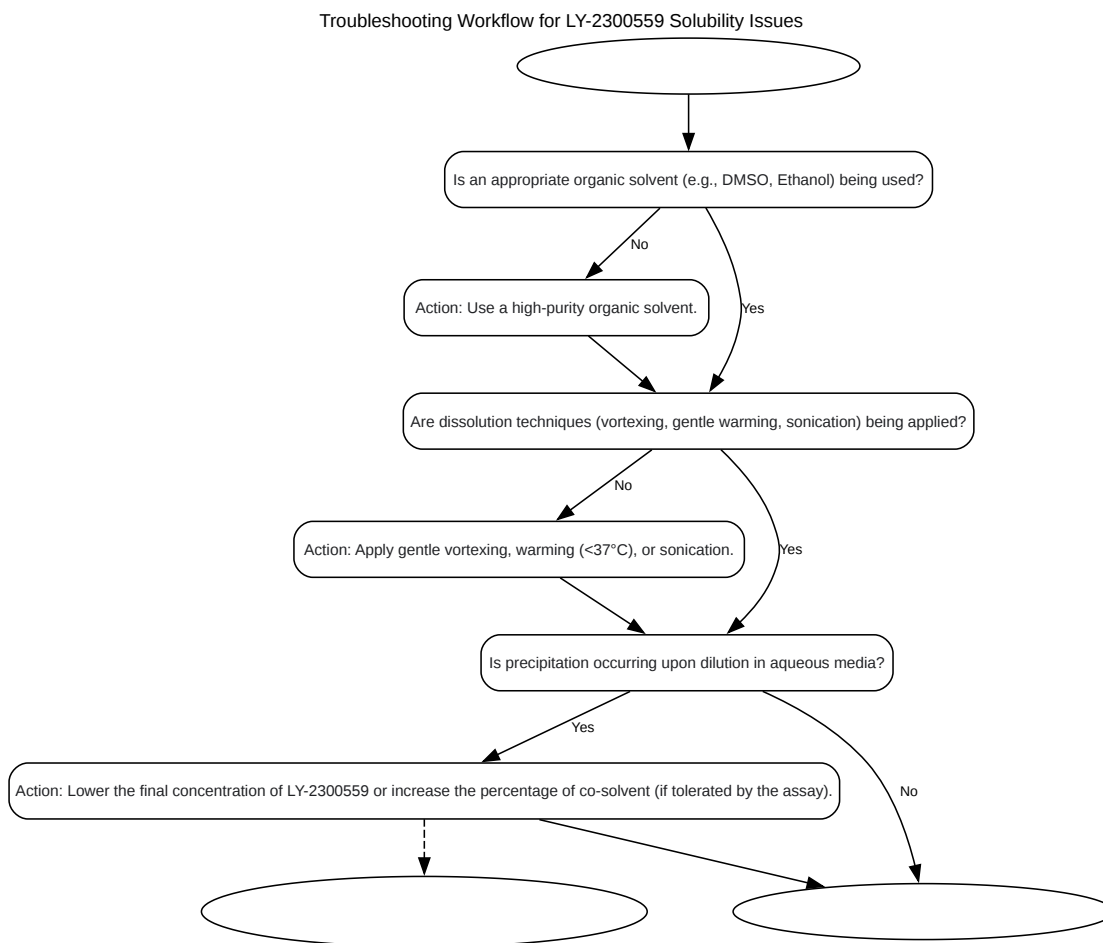 Troubleshooting Workflow for LY-2300559 Solubility Issues
Is an appropriate organic solvent (e.g., DMSO, Ethanol) being used?
No
Action: Use a high-purity organic solvent.
Yes
Are dissolution techniques (vortexing, gentle warming, sonication) being applied?
No
Action: Apply gentle vortexing, warming (<37°C), or sonication.
Yes
Is precipitation occurring upon dilution in aqueous media?
Yes
Action: Lower the final concentration of LY-2300559 or increase the percentage of co-solvent (if tolerated by the assay).
No